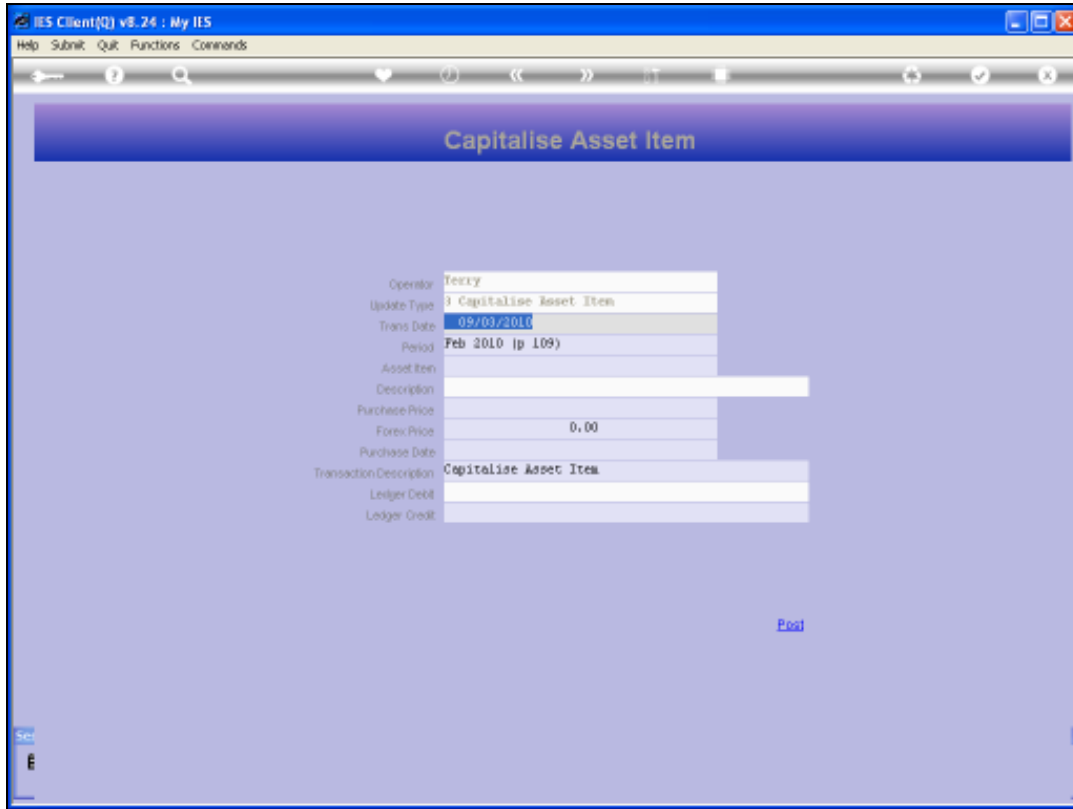 IES Client(Q) v8.24 : My IES
Help Submit Quit Functions Commands
Capitalise Asset Item
Operator Terry
Update Type 3 Capitalise Asset Item
Trans Date 09/03/2010
Period Feb 2010 (p 109)
Asset Item
Description
Purchase Price
Forex Price 0.00
Purchase Date
Transaction Description Capitalise Asset Item
Ledger Debit
Ledger Credit
Post